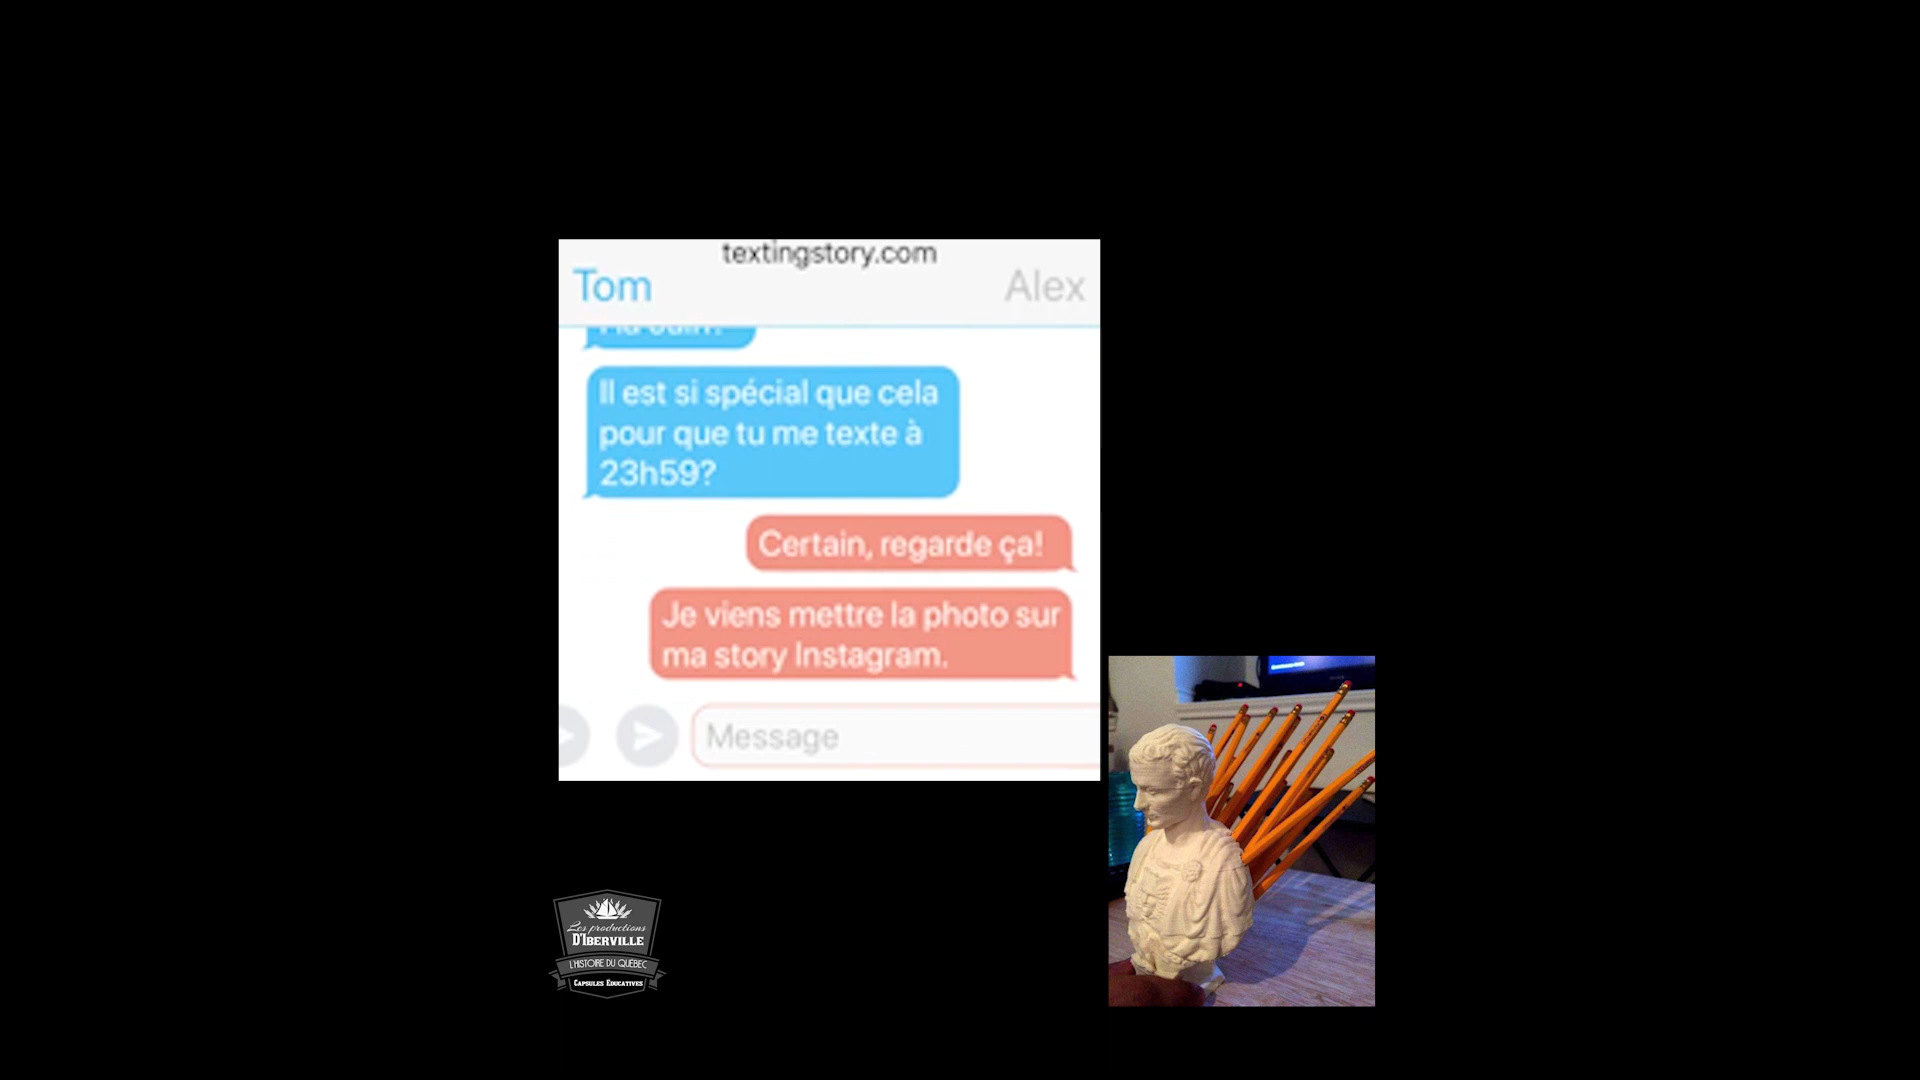 textingstory.com
Tom
Alex
Il est si spécial que cela
pour que tu me texte à
23h59?
Certain, regarde ça!
Je viens mettre la photo sur
ma story Instagram.
Message
Les productions
D'IBERVILLE
L'HISTOIRE DU QUÉBEC
CAPSULES ÉDUCATIVES